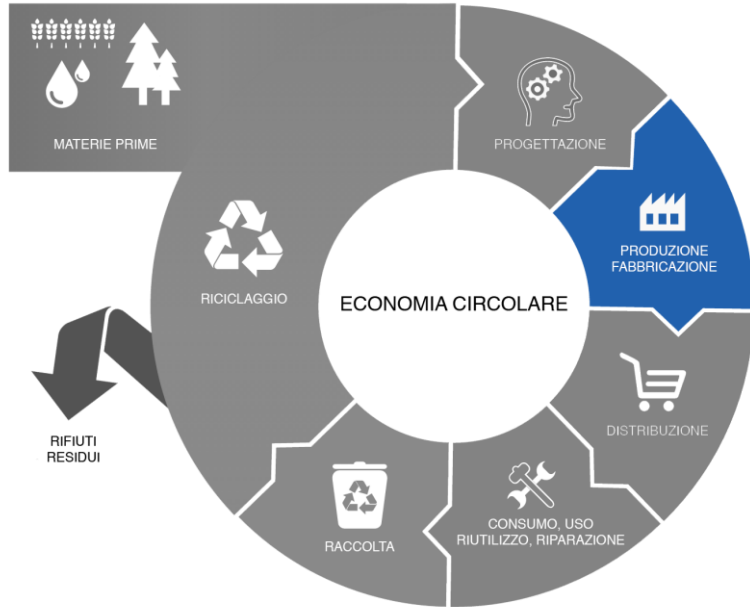 MATERIE PRIME
PROGETTAZIONE
PRODUZIONE
FABBRICAZIONE
RICICLAGGIO
ECONOMIA CIRCOLARE
DISTRIBUZIONE
RIFIUTI
RESIDUI
CONSUMO, USO
RIUTILIZZO, RIPARAZIONE
RACCOLTA